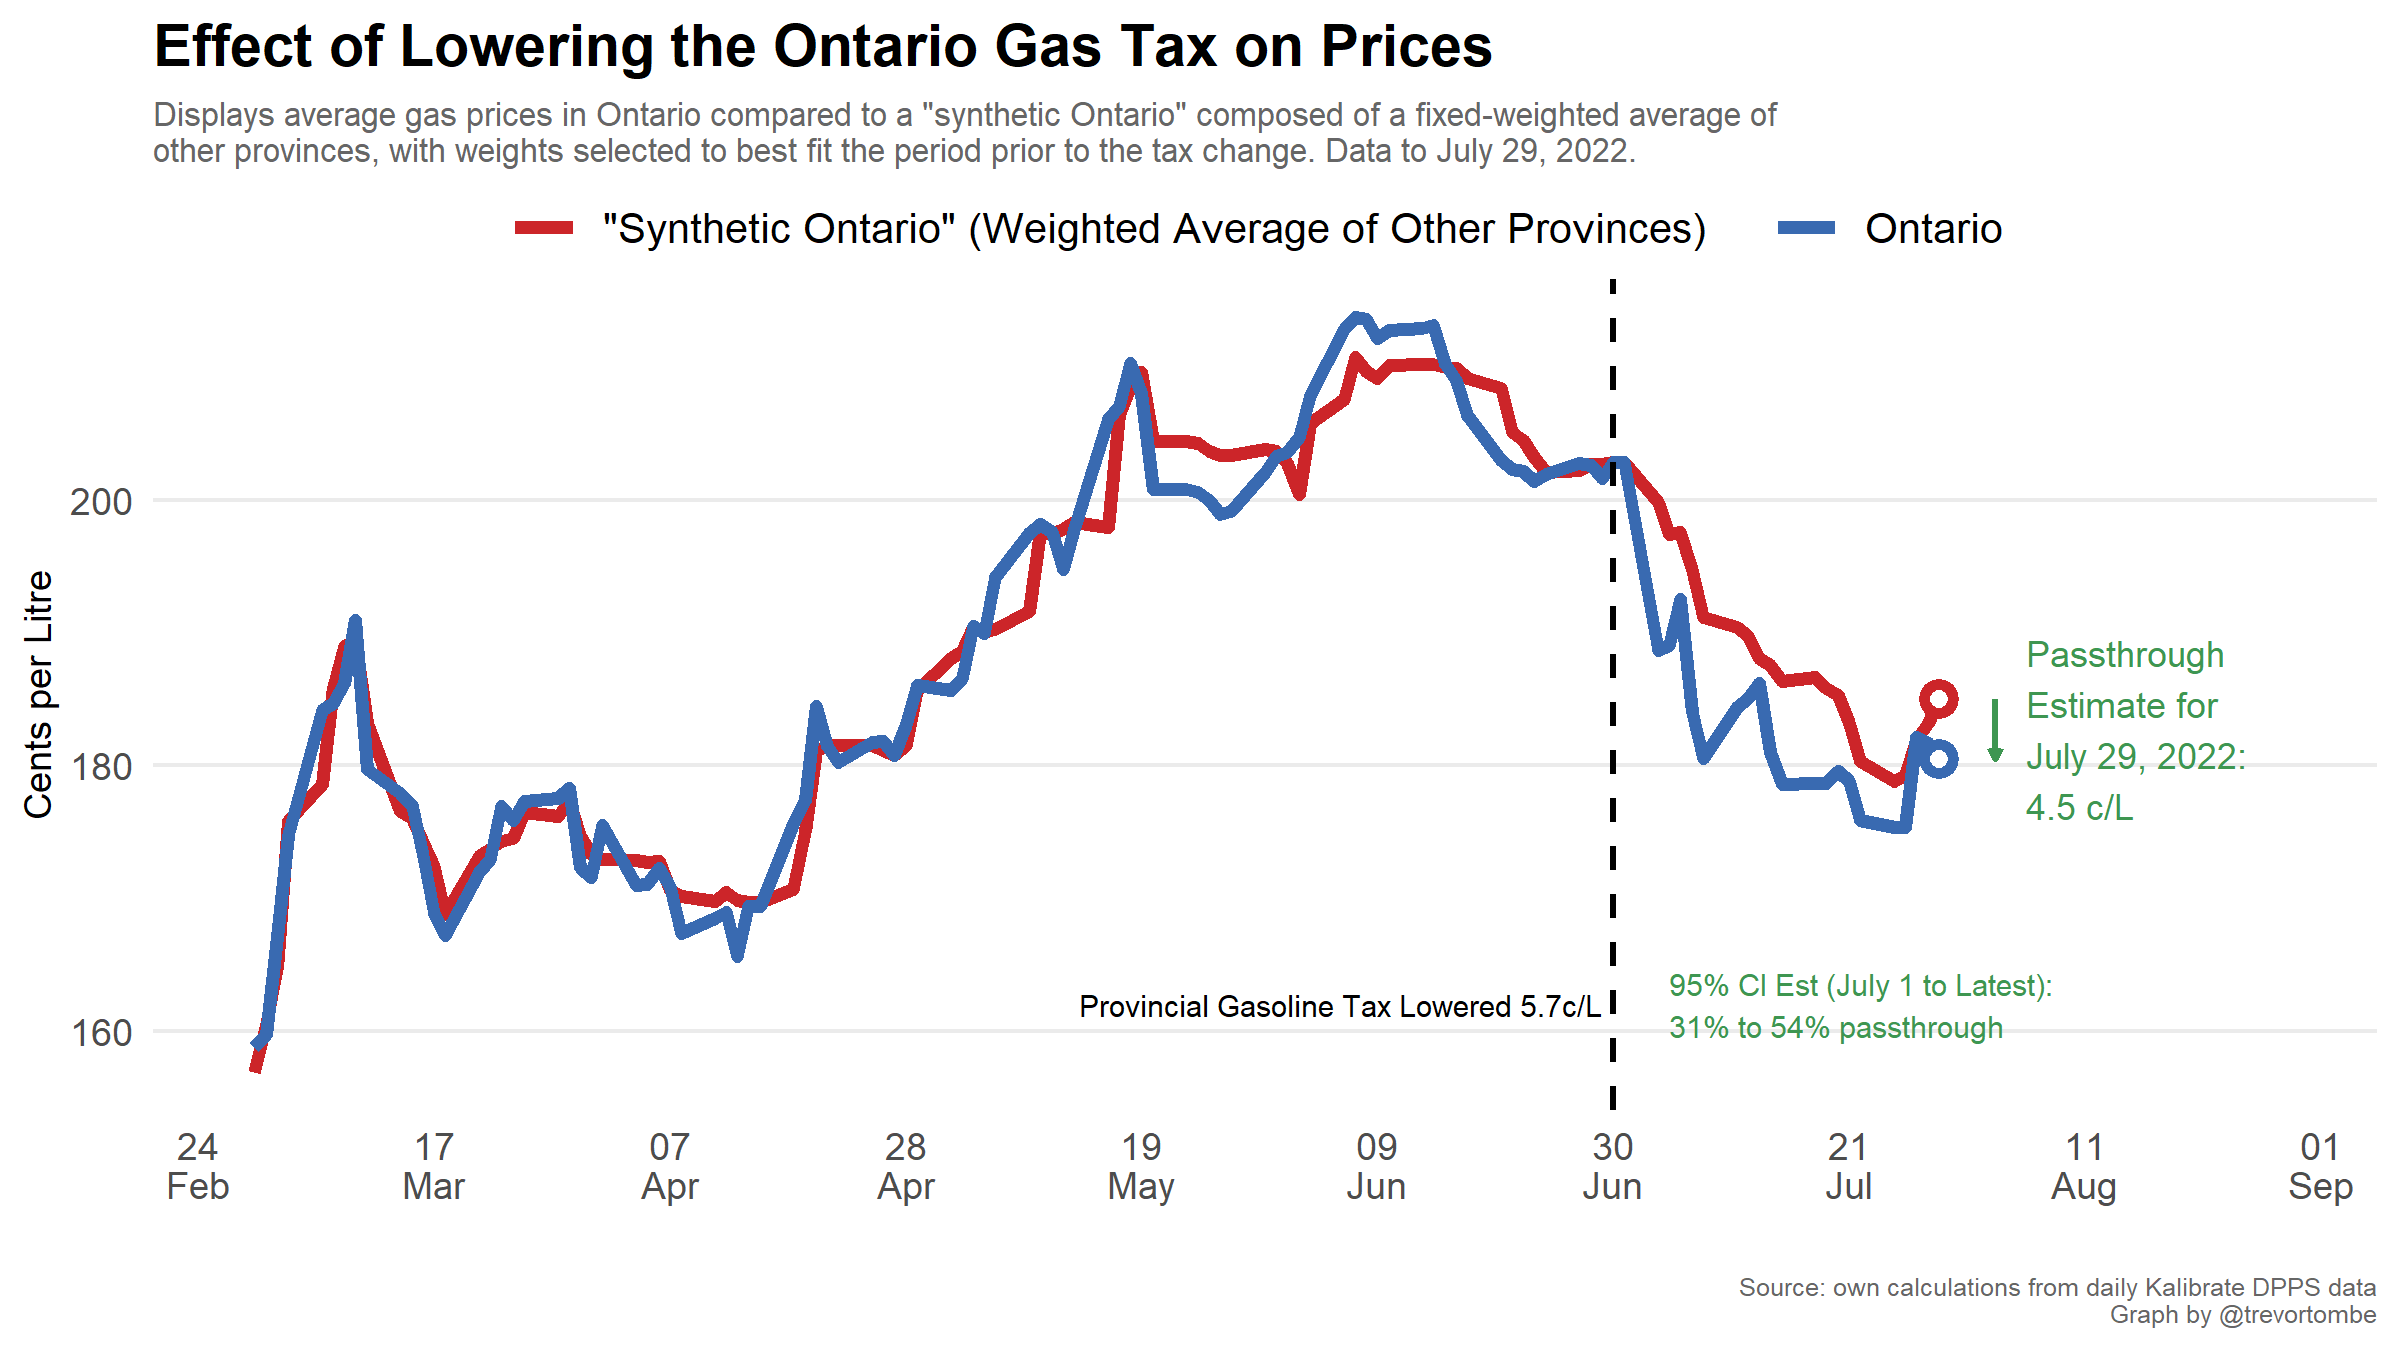 Effect of Lowering the Ontario Gas Tax on Prices
Displays average gas prices in Ontario compared to a "synthetic Ontario" composed of a fixed-weighted average of
other provinces, with weights selected to best fit the period prior to the tax change. Data to July 29, 2022.
"Synthetic Ontario" (Weighted Average of Other Provinces)
Ontario
Cents per Litre
200
180
160
Passthrough
Estimate for
July 29, 2022:
4.5 c/L
Provincial Gasoline Tax Lowered 5.7c/L
95% CI Est (July 1 to Latest):
31% to 54% passthrough
24
Feb
17
Mar
07
Apr
28
Apr
19
May
09
Jun
30
Jun
21
Jul
11
Aug
01
Sep
Source: own calculations from daily Kalibrate DPPS data
Graph by @trevortombe